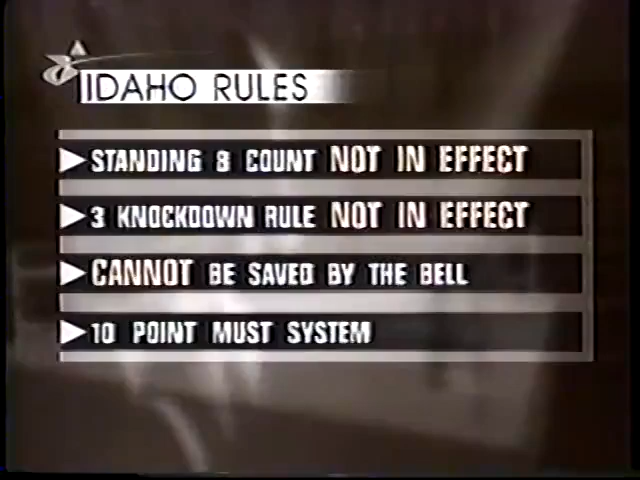 IDAHO RULES
STANDING 8 COUNT NOT IN EFFECT
3 KNOCKDOWN RULE NOT IN EFFECT
CANNOT BE SAVED BY THE BELL
10 POINT MUST SYSTEM